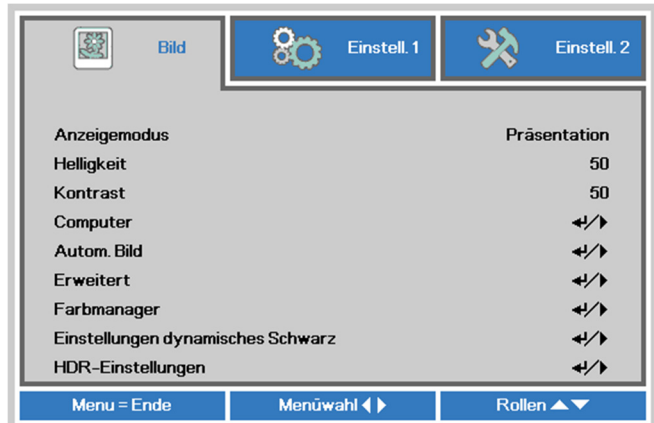 Bild
Einstell. 1
Einstell. 2
Anzeigemodus Präsentation
Helligkeit 50
Kontrast 50
Computer
Autom. Bild
Erweitert
Farbmanager
Einstellungen dynamisches Schwarz
HDR-Einstellungen
Menu = Ende
Menüwahl
Rollen